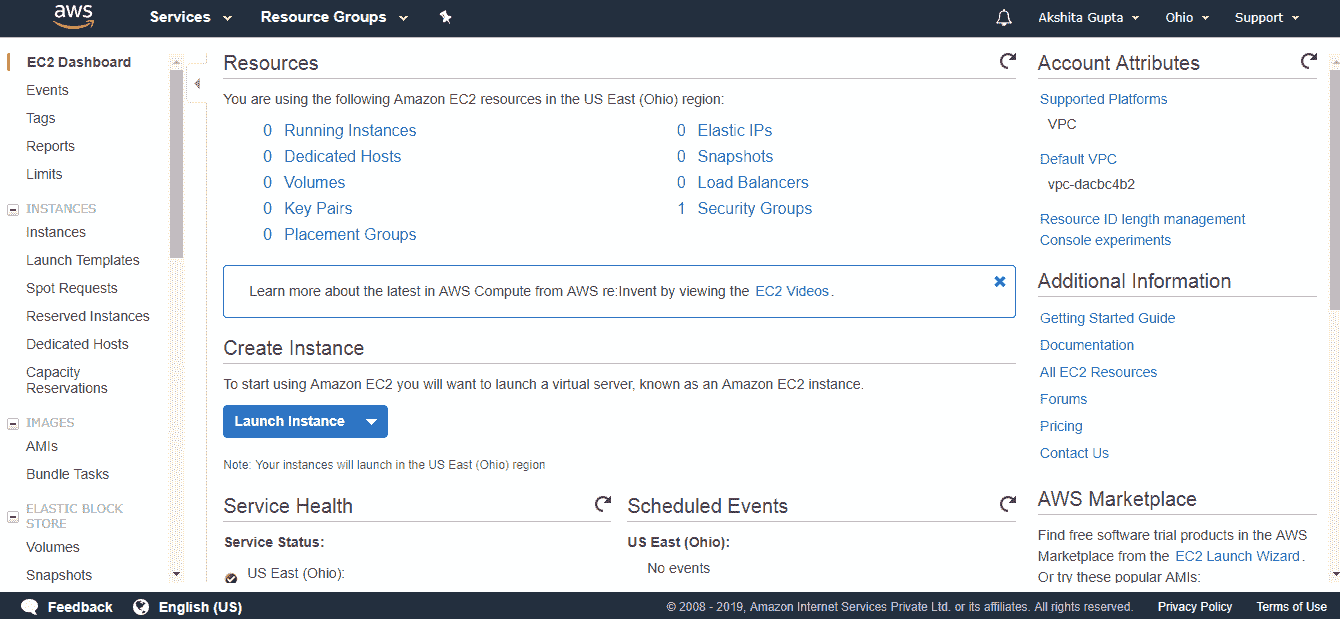 aws
Services
Resource Groups
Akshita Gupta
Ohio
Support
EC2 Dashboard
Events
Tags
Reports
Limits
INSTANCES
Instances
Launch Templates
Spot Requests
Reserved Instances
Dedicated Hosts
Capacity
Reservations
IMAGES
AMIs
Bundle Tasks
ELASTIC BLOCK
STORE
Volumes
Snapshots
Resources
You are using the following Amazon EC2 resources in the US East (Ohio) region:
0 Running Instances
0 Dedicated Hosts
0 Volumes
0 Key Pairs
0 Placement Groups
0 Elastic IPs
0 Snapshots
0 Load Balancers
1 Security Groups
Learn more about the latest in AWS Compute from AWS re:Invent by viewing the EC2 Videos.
Create Instance
To start using Amazon EC2 you will want to launch a virtual server, known as an Amazon EC2 instance.
Launch Instance
Note: Your instances will launch in the US East (Ohio) region
Service Health
Service Status:
US East (Ohio):
Scheduled Events
US East (Ohio):
No events
Account Attributes
Supported Platforms
VPC
Default VPC
vpc-dacbc4b2
Resource ID length management
Console experiments
Additional Information
Getting Started Guide
Documentation
All EC2 Resources
Forums
Pricing
Contact Us
AWS Marketplace
Find free software trial products in the AWS
Marketplace from the EC2 Launch Wizard.
Or try these popular AMIs:
Feedback
English (US)
© 2008 - 2019, Amazon Internet Services Private Ltd. or its affiliates. All rights reserved.
Privacy Policy
Terms of Use